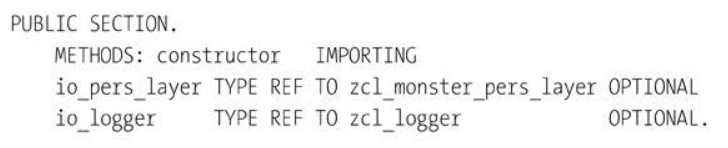 PUBLIC SECTION.
METHODS: constructor IMPORTING
io_pers_layer TYPE REF TO zcl_monster_pers_layer OPTIONAL
io_logger TYPE REF TO zcl_logger OPTIONAL.